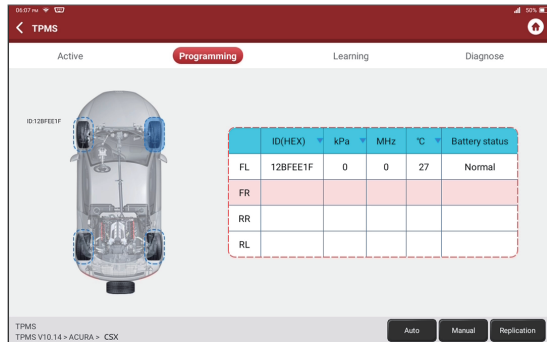 06:07 PM 50%
TPMS
Active Programming Learning Diagnose
ID:12BFEE1F
ID(HEX) kPa MHz °C Battery status
FL 12BFEE1F 0 0 27 Normal
FR
RR
RL
TPMS
TPMS V10.14 > ACURA > CSX
Auto Manual Replication